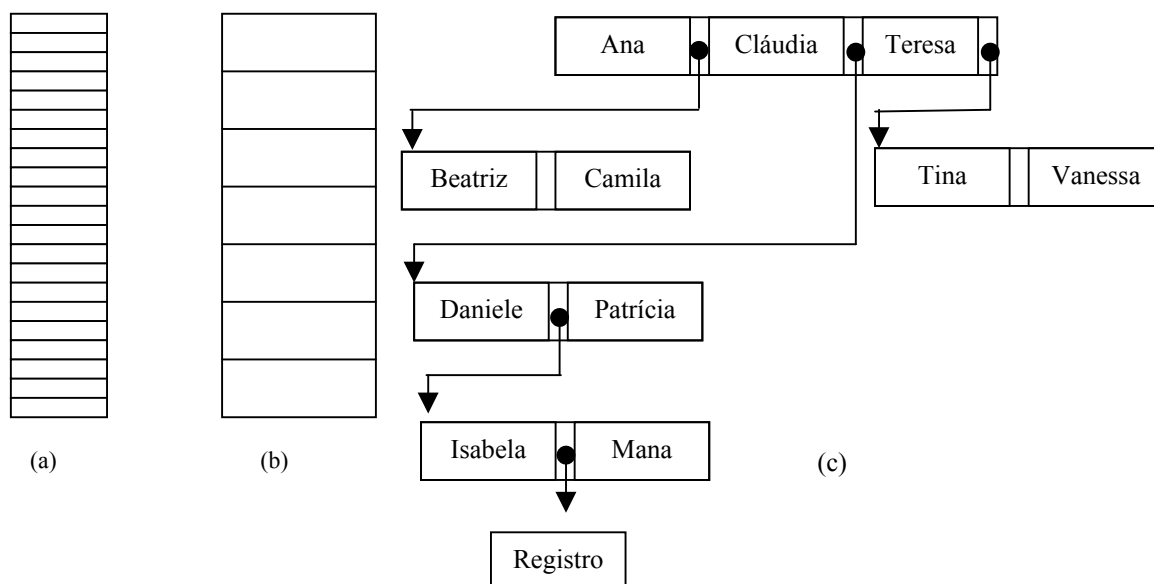 Ana Cláudia Teresa
Beatriz Camila Tina Vanessa
Daniele Patrícia
Isabela Mana
(a) (b) (c)
Registro